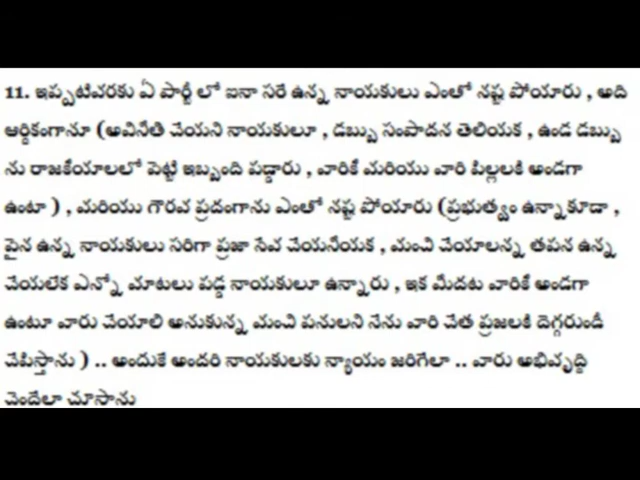 11. ఇప్పటివరకు ఏ పార్టీ లో ఐనా సరే ఉన్న నాయకులు ఎంతో నష్ట పోయారు , అది
ఆర్ధికంగానూ (అవినీతి చేయని నాయకులూ , డబ్బు సంపాదన తెలియక , ఉండ డబ్బు
ను రాజకేయాలలో పెట్టి ఇబ్బంది పడ్డారు , వారికే మరియు వారి పిల్లలకి అండగా
ఉంటా ) , మరియు గౌరవ ప్రదంగాను ఎంతో నష్ట పోయారు (ప్రభుత్వం ఉన్నాకూడా ,
పైన ఉన్న నాయకులు సరిగా ప్రజా సేవ చేయనీయక , మంచి చేయాలన్న తపన ఉన్న
చేయలేక ఎన్నో మాటలు పడ్డ నాయకులూ ఉన్నారు , ఇక మీదట వారికే అండగా
ఉంటూ వారు చేయాలి అనుకున్న మంచి పనులని నేను వారి చేత ప్రజలకి దెగ్గరుండీ
చేపిస్తాను ) .. అందుకే అందరి నాయకులకు న్యాయం జరిగేలా .. వారు అభివృద్ది
చెందేలా చూసాను